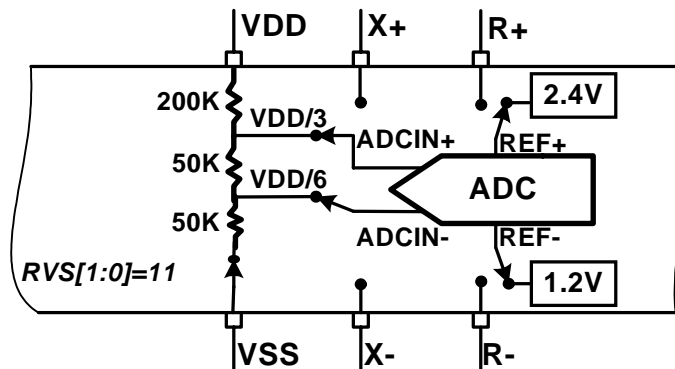 VDD X+ R+
200K VDD/3 ADCIN+ REF+ 2.4V
50K VDD/6 ADC
50K ADCIN- REF-
RVS[1:0]=11 1.2V
VSS X- R-